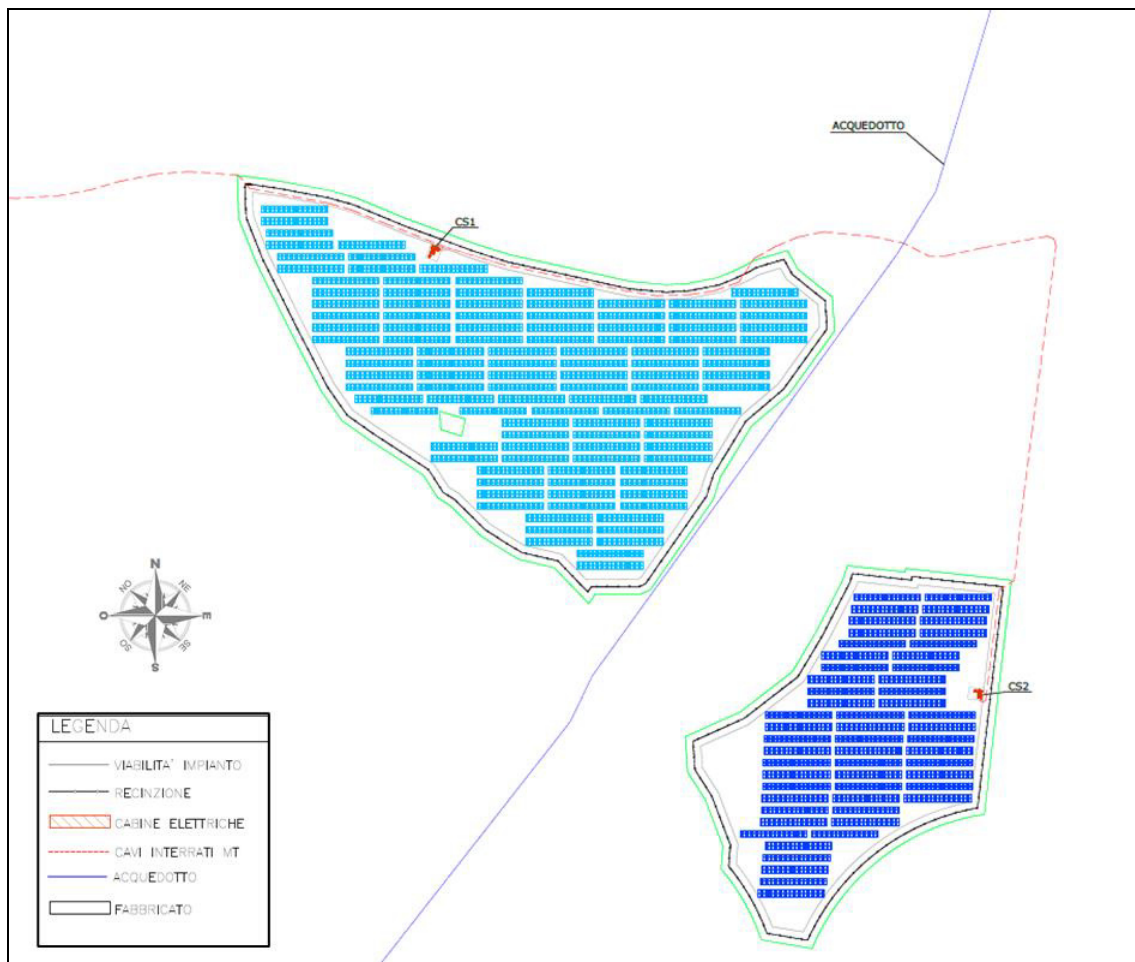 ACQUEDOTTO
CS1
N
NO
NE
O
E
SO
SE
S
CS2
LEGENDA
VIABILITA' IMPIANTO
RECINZIONE
CABINE ELETTRICHE
CAVI INTERRATI MT
ACQUEDOTTO
FABBRICATO